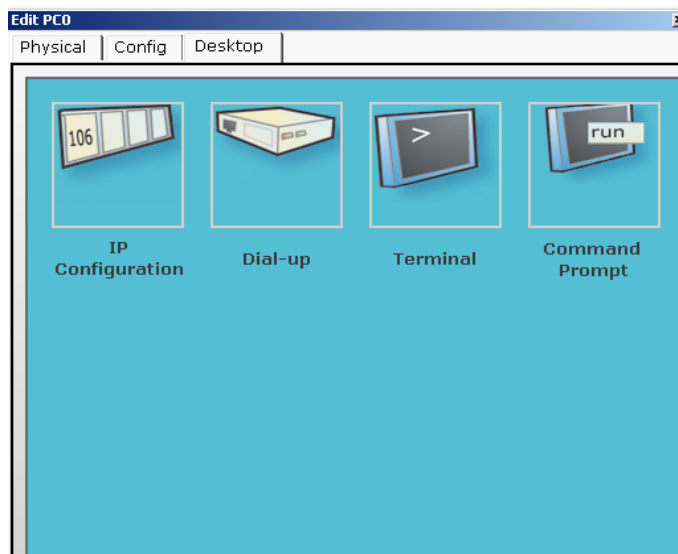 Edit PC0
Physical Config Desktop
106
>
run
IP
Configuration
Dial-up
Terminal
Command
Prompt